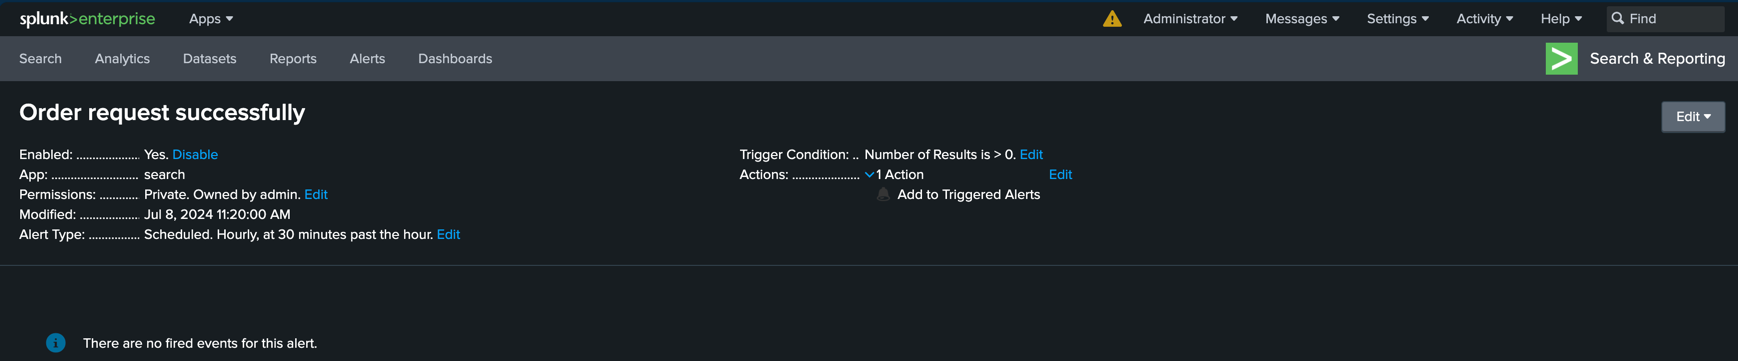 splunk>enterprise Apps Administrator Messages Settings Activity Help Find
Search Analytics Datasets Reports Alerts Dashboards Search & Reporting
Order request successfully
Edit
Enabled: ................... Yes. Disable
App: ........................... search
Permissions: ............ Private. Owned by admin. Edit
Modified: .................. Jul 8, 2024 11:20:00 AM
Alert Type: ................ Scheduled. Hourly, at 30 minutes past the hour. Edit
Trigger Condition: .. Number of Results is > 0. Edit
Actions: ..................... 1 Action Edit
Add to Triggered Alerts
There are no fired events for this alert.